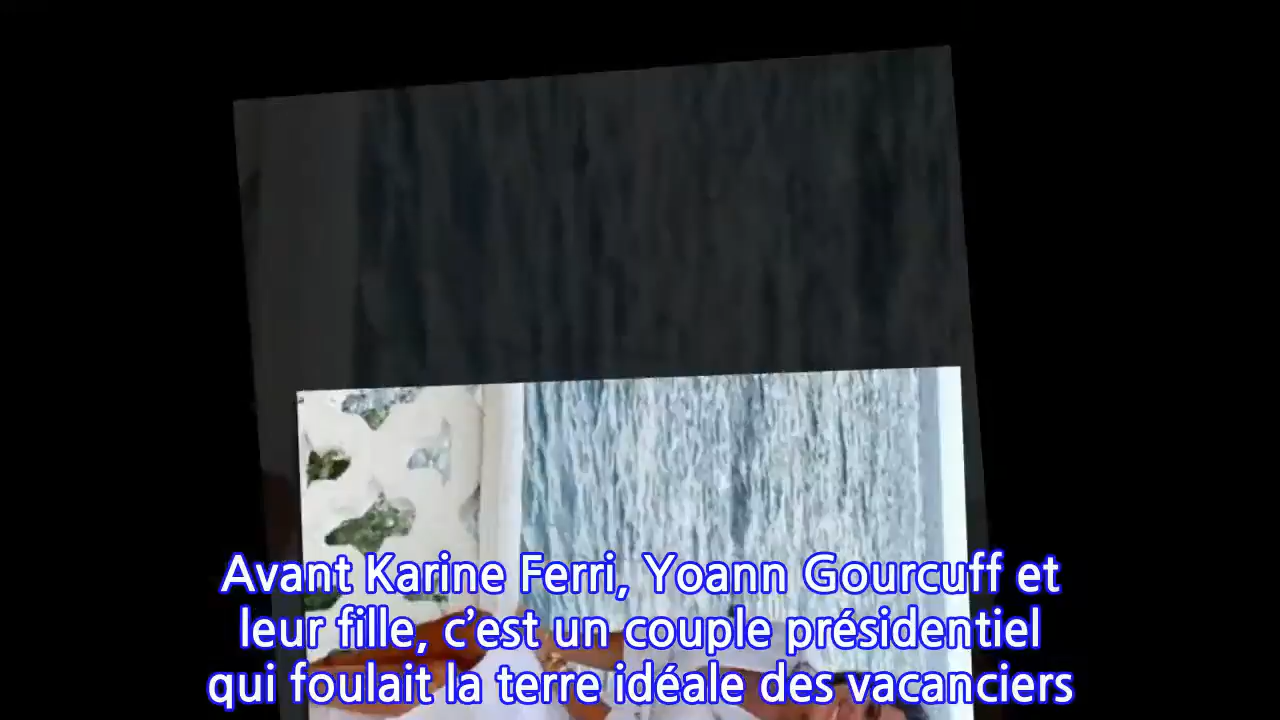 Avant Karine Ferri, Yoann Gourcuff et
leur fille, c’est un couple présidentiel
qui foulait la terre idéale des vacanciers